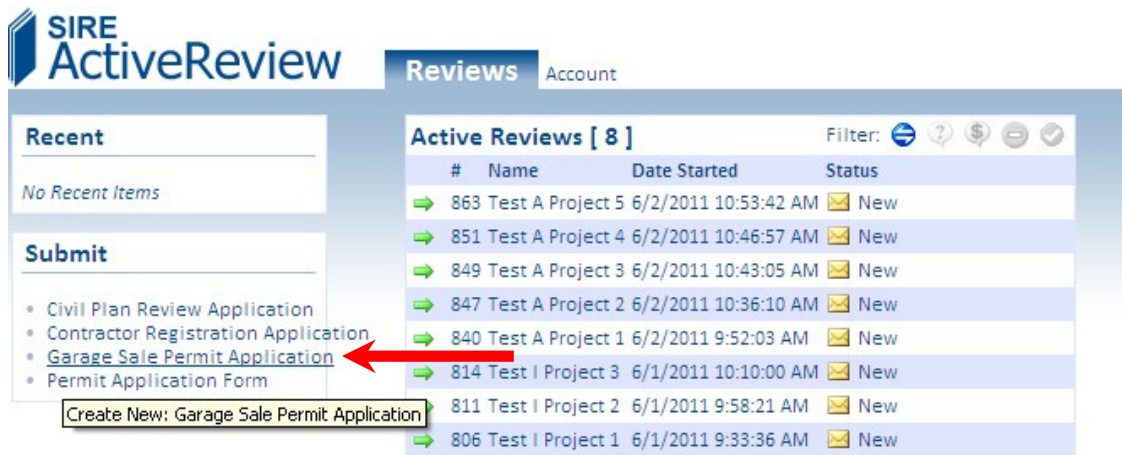 SIRE
ActiveReview
Reviews Account
Recent
No Recent Items
Submit
Civil Plan Review Application
Contractor Registration Application
Garage Sale Permit Application
Permit Application Form
Create New: Garage Sale Permit Application
Active Reviews [ 8 ] Filter: ? $
# Name Date Started Status
863 Test A Project 5 6/2/2011 10:53:42 AM New
851 Test A Project 4 6/2/2011 10:46:57 AM New
849 Test A Project 3 6/2/2011 10:43:05 AM New
847 Test A Project 2 6/2/2011 10:36:10 AM New
840 Test A Project 1 6/2/2011 9:52:03 AM New
814 Test I Project 3 6/1/2011 10:10:00 AM New
811 Test I Project 2 6/1/2011 9:58:21 AM New
806 Test I Project 1 6/1/2011 9:33:36 AM New